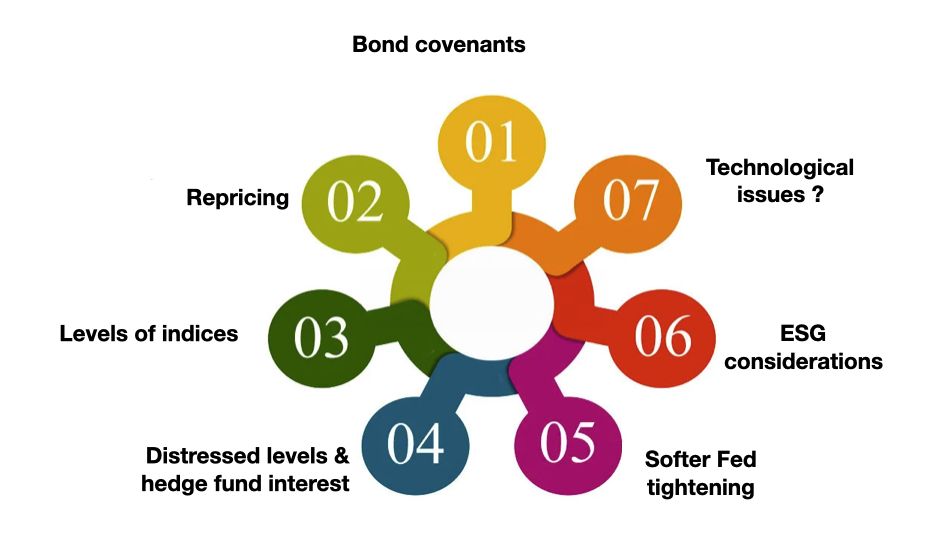 Bond covenants
01
02
Repricing
03
Levels of indices
04
Distressed levels &
hedge fund interest
05
Softer Fed
tightening
06
ESG
considerations
07
Technological
issues ?